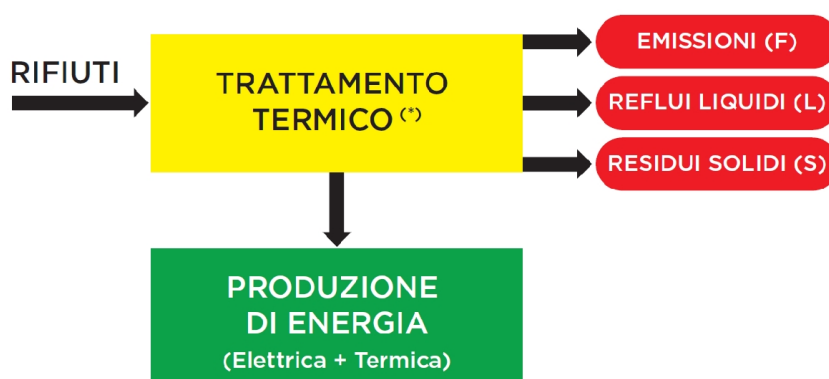 RIFIUTI
TRATTAMENTO
TERMICO (*)
EMISSIONI (F)
REFLUI LIQUIDI (L)
RESIDUI SOLIDI (S)
PRODUZIONE
DI ENERGIA
(Elettrica + Termica)